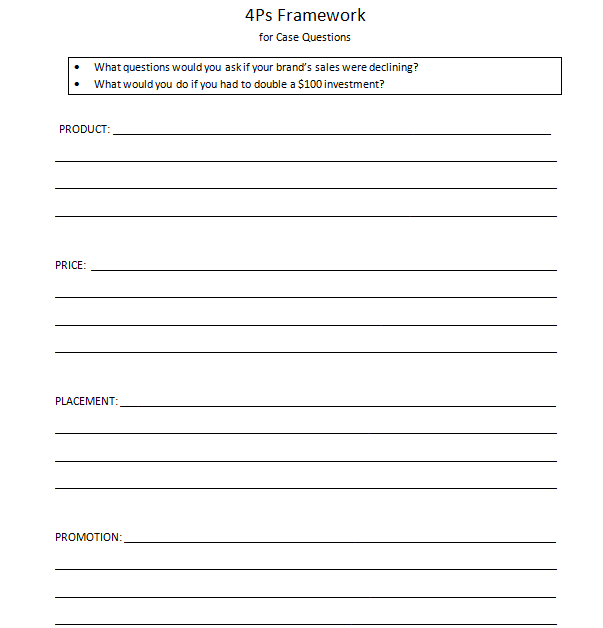 4Ps Framework
for Case Questions
• What questions would you ask if your brand's sales were declining?
• What would you do if you had to double a $100 investment?
PRODUCT:
PRICE:
PLACEMENT:
PROMOTION: